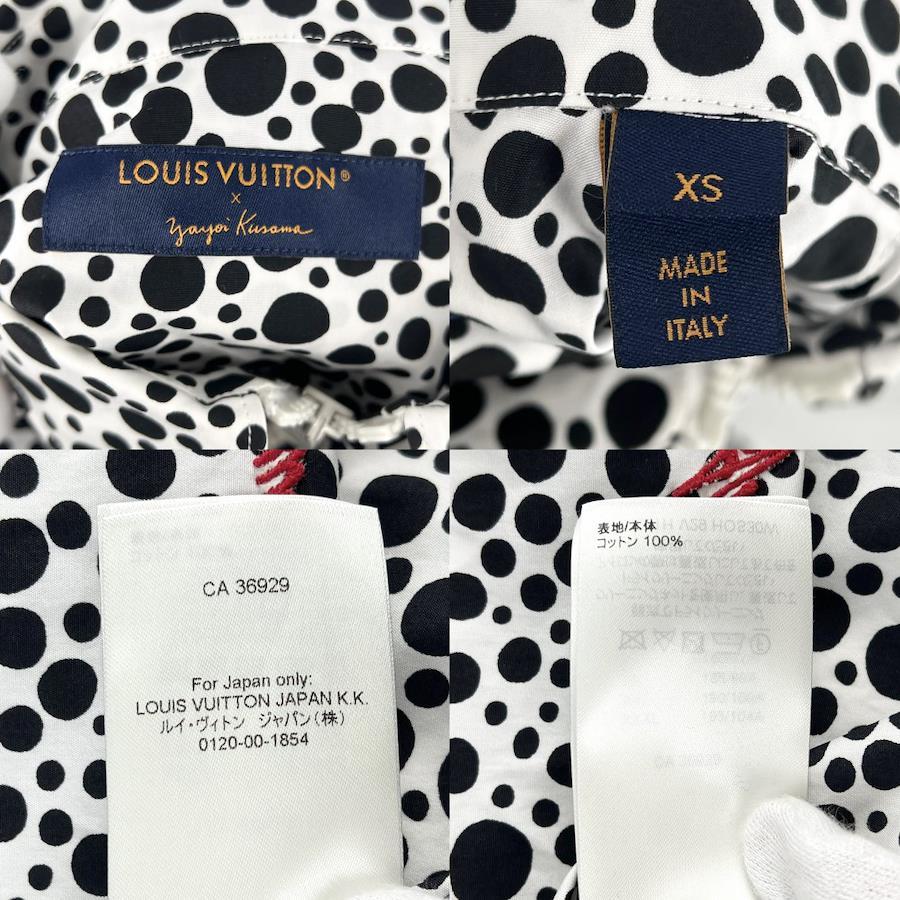 LOUIS VUITTON®
×
Yayoi Kusama
XS
MADE
IN
ITALY
CA 36929
For Japan only:
LOUIS VUITTON JAPAN K.K.
ルイ・ヴィトン ジャパン(株)
0120-00-1854
表地/本体
コットン 100%